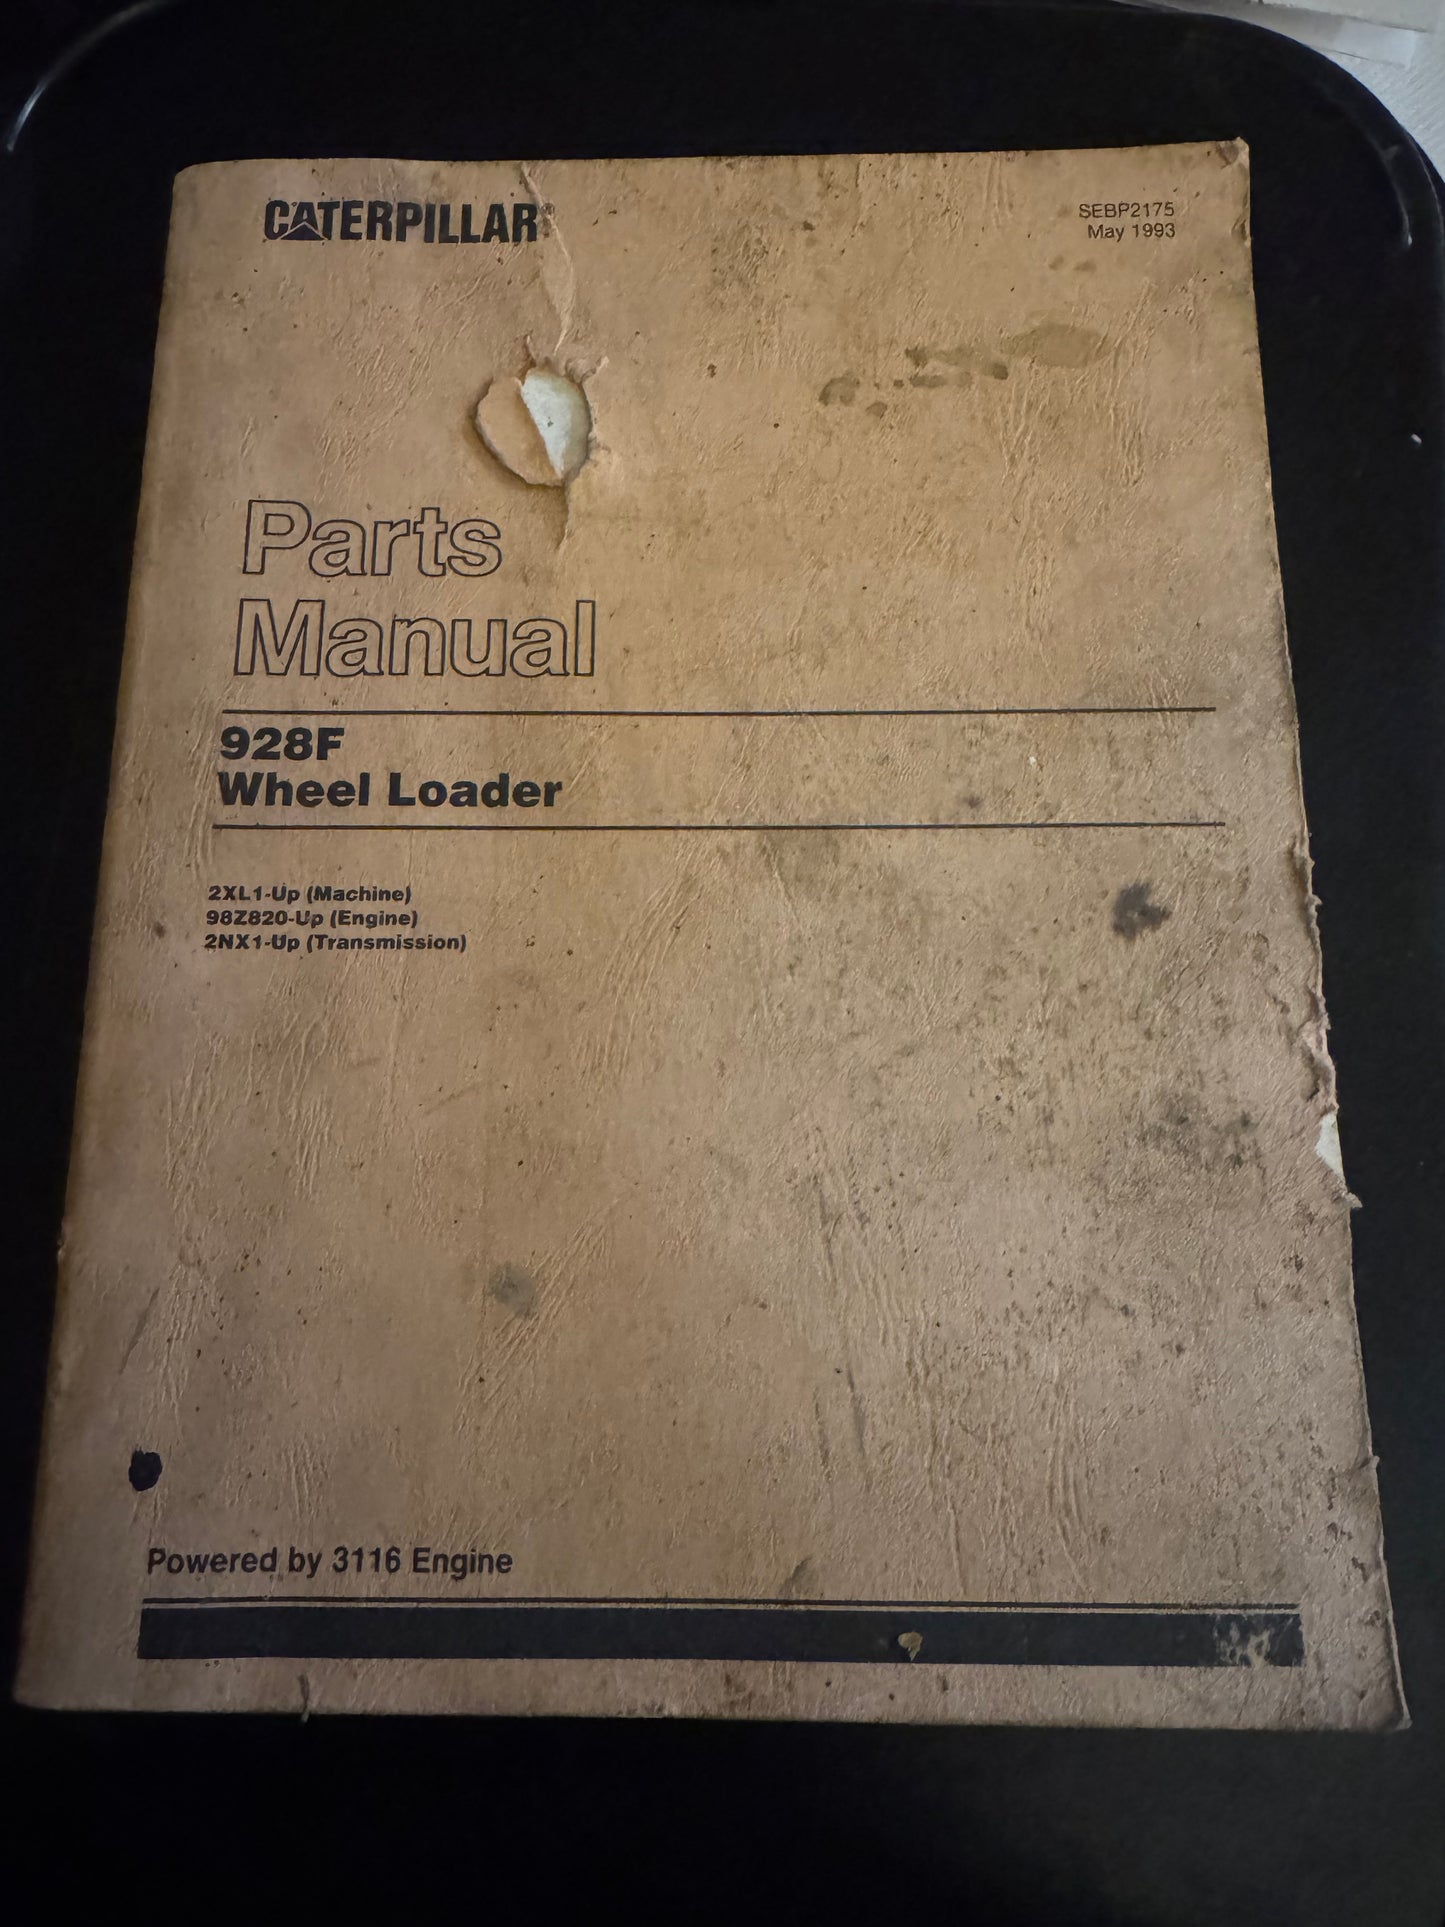 CATERPILLAR®
SEBP2175
May 1993
Parts
Manual
928F
Wheel Loader
2XL1-Up (Machine)
98Z820-Up (Engine)
2NX1-Up (Transmission)
Powered by 3116 Engine